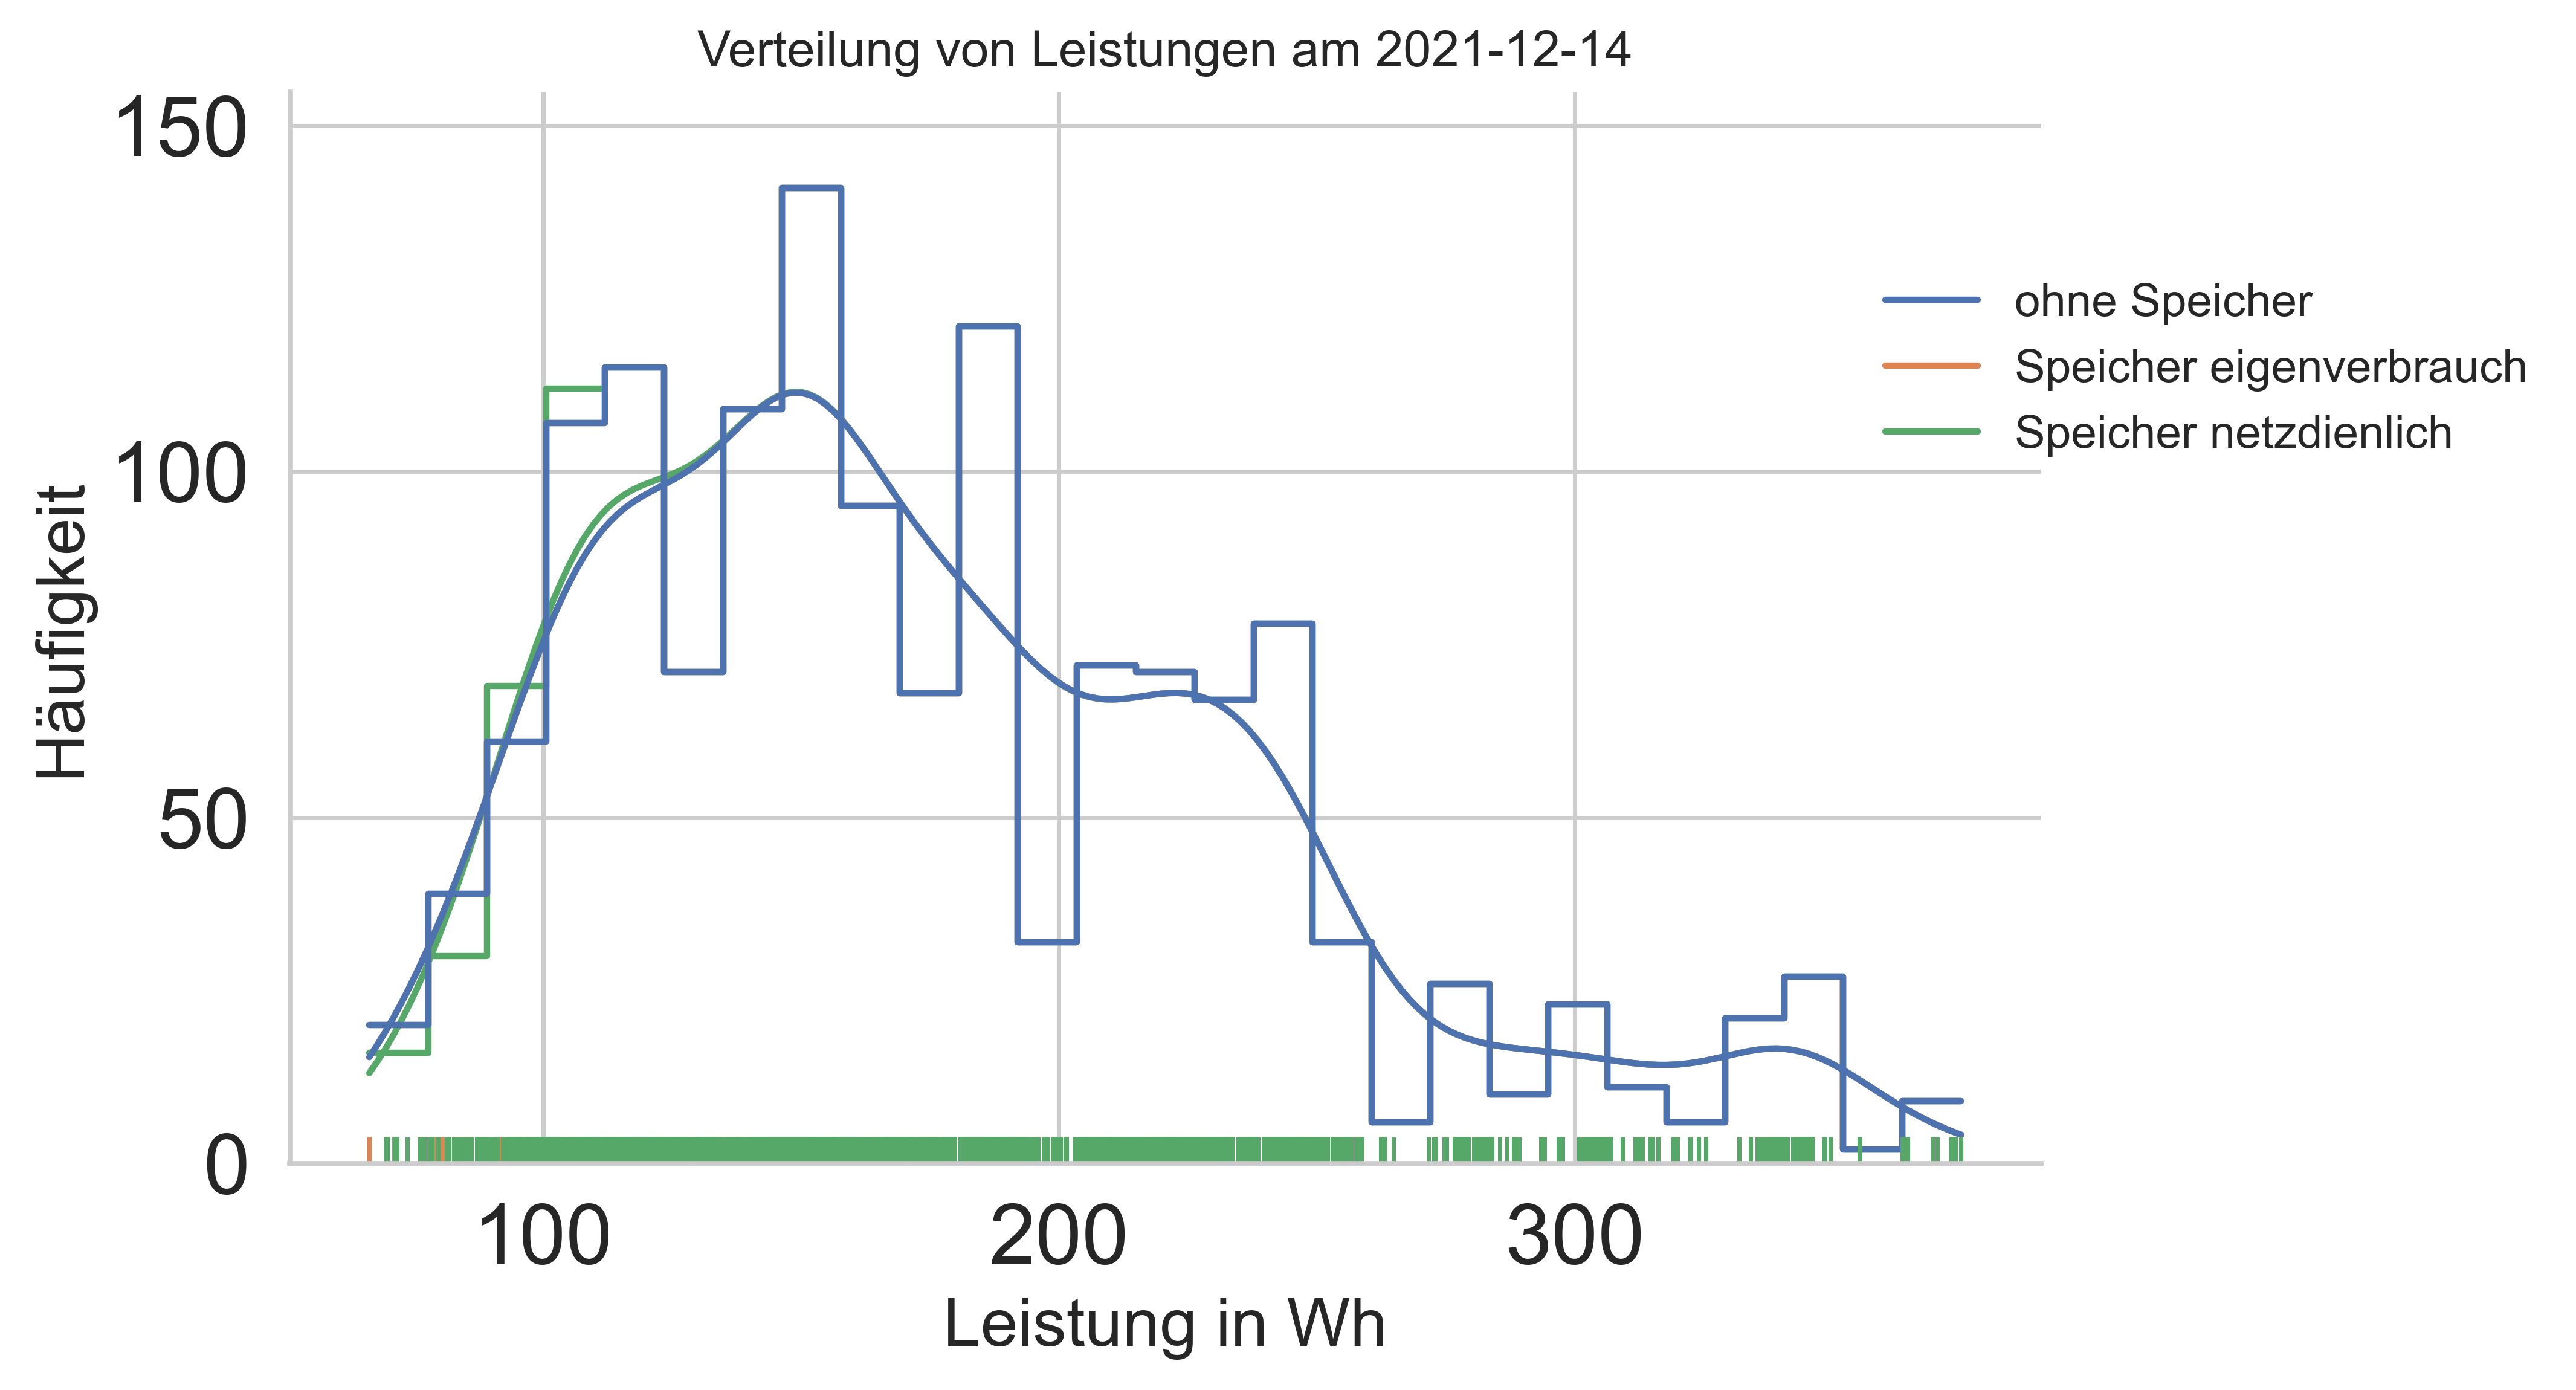 Verteilung von Leistungen am 2021-12-14
150
100
50
0
Häufigkeit
100 200 300
Leistung in Wh
ohne Speicher
Speicher eigenverbrauch
Speicher netzdienlich